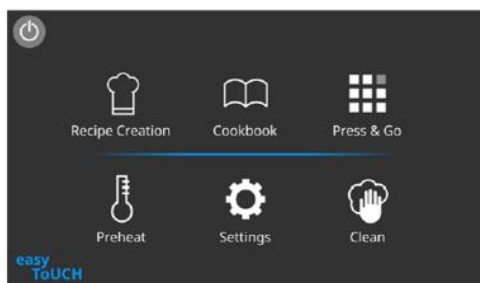 Recipe Creation Cookbook Press & Go
Preheat Settings Clean
easy
ToUCH